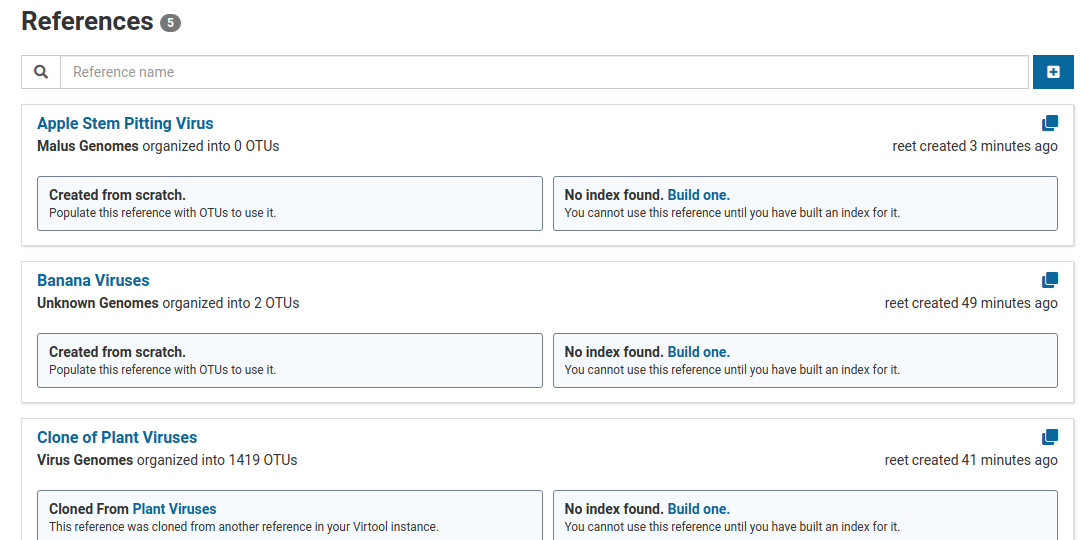 References 5
Reference name
Apple Stem Pitting Virus
Malus Genomes organized into 0 OTUs reet created 3 minutes ago
Created from scratch. No index found. Build one.
Populate this reference with OTUs to use it. You cannot use this reference until you have built an index for it.
Banana Viruses
Unknown Genomes organized into 2 OTUs reet created 49 minutes ago
Created from scratch. No index found. Build one.
Populate this reference with OTUs to use it. You cannot use this reference until you have built an index for it.
Clone of Plant Viruses
Virus Genomes organized into 1419 OTUs reet created 41 minutes ago
Cloned From Plant Viruses No index found. Build one.
This reference was cloned from another reference in your Virtool instance. You cannot use this reference until you have built an index for it.